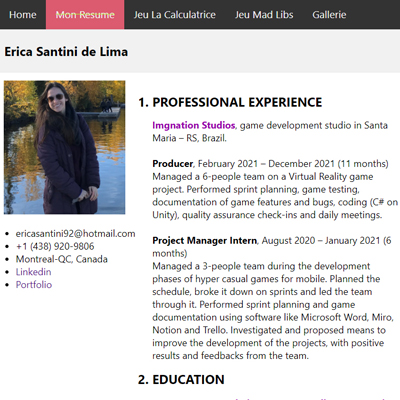 Home Mon Resume Jeu La Calculatrice Jeu Mad Libs Gallerie
Erica Santini de Lima
1. PROFESSIONAL EXPERIENCE
Imgnation Studios, game development studio in Santa
Maria – RS, Brazil.
Producer, February 2021 – December 2021 (11 months)
Managed a 6-people team on a Virtual Reality game
project. Performed sprint planning, game testing,
documentation of game features and bugs, coding (C# on
Unity), quality assurance check-ins and daily meetings.
Project Manager Intern, August 2020 – January 2021 (6
months)
Managed a 3-people team during the development
phases of hyper casual games for mobile. Planned the
schedule, broke it down on sprints and led the team
through it. Performed sprint planning and game
documentation using software like Microsoft Word, Miro,
Notion and Trello. Investigated and proposed means to
improve the development of the projects, with positive
results and feedbacks from the team.
2. EDUCATION
ericasantini92@hotmail.com
+1 (438) 920-9806
Montreal-QC, Canada
Linkedin
Portfolio